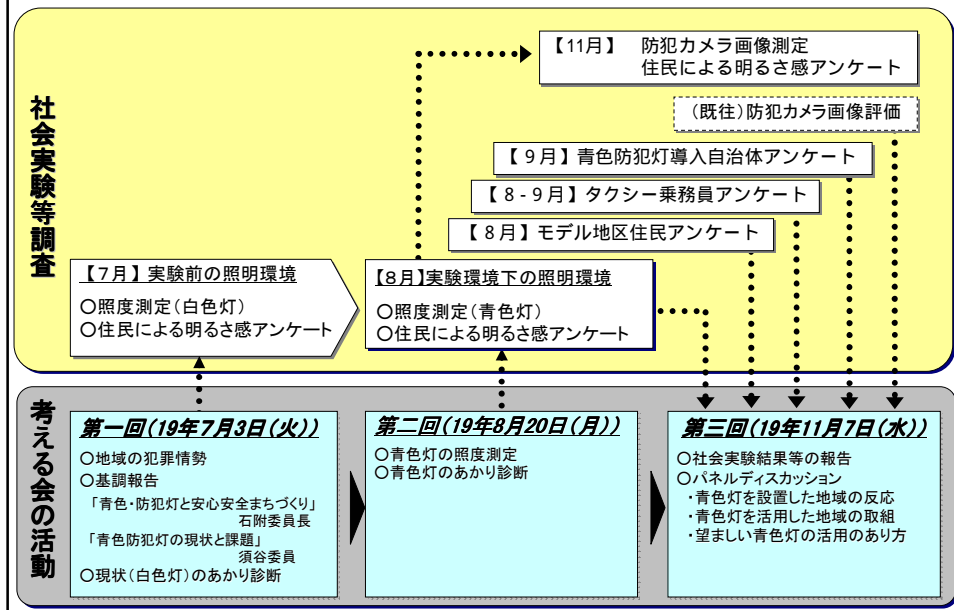 社会実験等調査
【11月】 防犯カメラ画像測定
住民による明るさ感アンケート
(既往)防犯カメラ画像評価
【9月】青色防犯灯導入自治体アンケート
【8-9月】タクシー乗務員アンケート
【8月】モデル地区住民アンケート
【7月】実験前の照明環境
○照度測定(白色灯)
○住民による明るさ感アンケート
【8月】実験環境下の照明環境
○照度測定(青色灯)
○住民による明るさ感アンケート
考える会の活動
第一回(19年7月3日(火))
○地域の犯罪情勢
○基調報告
「青色・防犯灯と安心安全まちづくり」
石附委員長
「青色防犯灯の現状と課題」
須谷委員
○現状(白色灯)のあかり診断
第二回(19年8月20日(月))
○青色灯の照度測定
○青色灯のあかり診断
第三回(19年11月7日(水))
○社会実験結果等の報告
○パネルディスカッション
・青色灯を設置した地域の反応
・青色灯を活用した地域の取組
・望ましい青色灯の活用のあり方